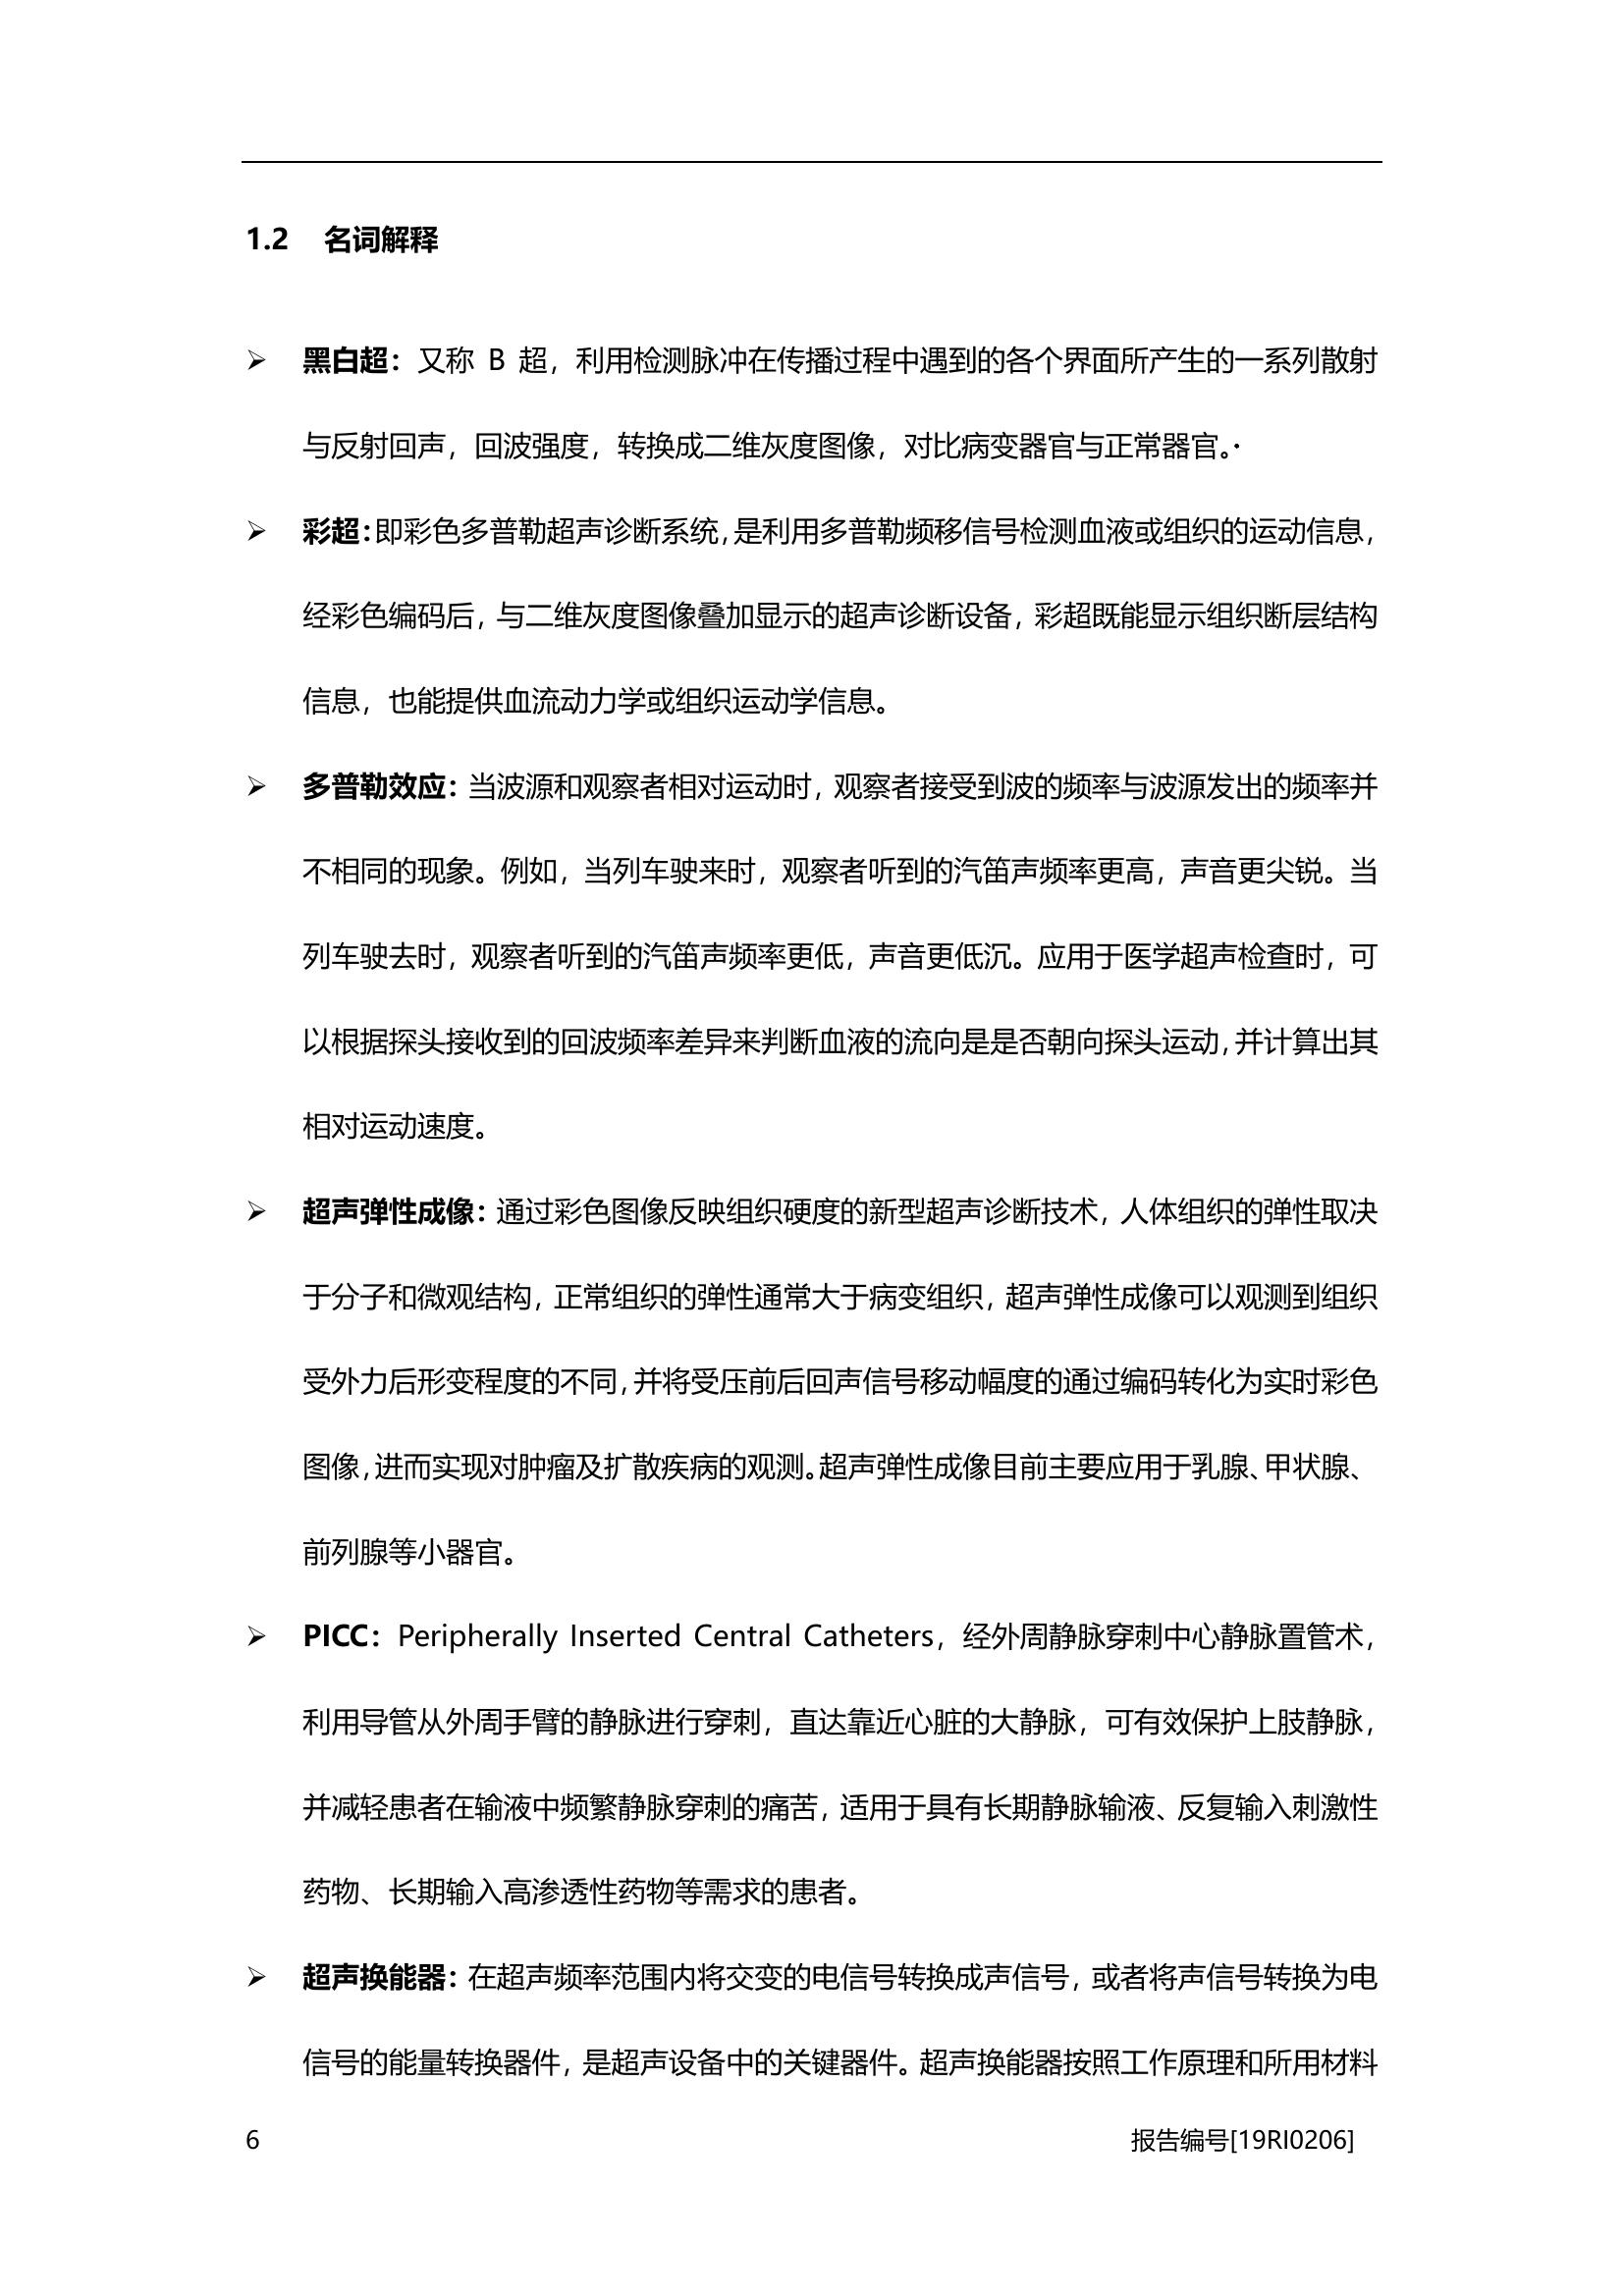 1.2 名词解释
➢ 黑白超：又称 B 超，利用检测脉冲在传播过程中遇到的各个界面所产生的一系列散射
与反射回声，回波强度，转换成二维灰度图像，对比病变器官与正常器官。·
➢ 彩超：即彩色多普勒超声诊断系统，是利用多普勒频移信号检测血液或组织的运动信息，
经彩色编码后，与二维灰度图像叠加显示的超声诊断设备，彩超既能显示组织断层结构
信息，也能提供血流动力学或组织运动学信息。
➢ 多普勒效应：当波源和观察者相对运动时，观察者接受到波的频率与波源发出的频率并
不相同的现象。例如，当列车驶来时，观察者听到的汽笛声频率更高，声音更尖锐。当
列车驶去时，观察者听到的汽笛声频率更低，声音更低沉。应用于医学超声检查时，可
以根据探头接收到的回波频率差异来判断血液的流向是是否朝向探头运动，并计算出其
相对运动速度。
➢ 超声弹性成像：通过彩色图像反映组织硬度的新型超声诊断技术，人体组织的弹性取决
于分子和微观结构，正常组织的弹性通常大于病变组织，超声弹性成像可以观测到组织
受外力后形变程度的不同，并将受压前后回声信号移动幅度的通过编码转化为实时彩色
图像，进而实现对肿瘤及扩散疾病的观测。超声弹性成像目前主要应用于乳腺、甲状腺、
前列腺等小器官。
➢ PICC：Peripherally Inserted Central Catheters，经外周静脉穿刺中心静脉置管术，
利用导管从外周手臂的静脉进行穿刺，直达靠近心脏的大静脉，可有效保护上肢静脉，
并减轻患者在输液中频繁静脉穿刺的痛苦，适用于具有长期静脉输液、反复输入刺激性
药物、长期输入高渗透性药物等需求的患者。
➢ 超声换能器：在超声频率范围内将交变的电信号转换成声信号，或者将声信号转换为电
信号的能量转换器件，是超声设备中的关键器件。超声换能器按照工作原理和所用材料
6 报告编号[19RI0206]